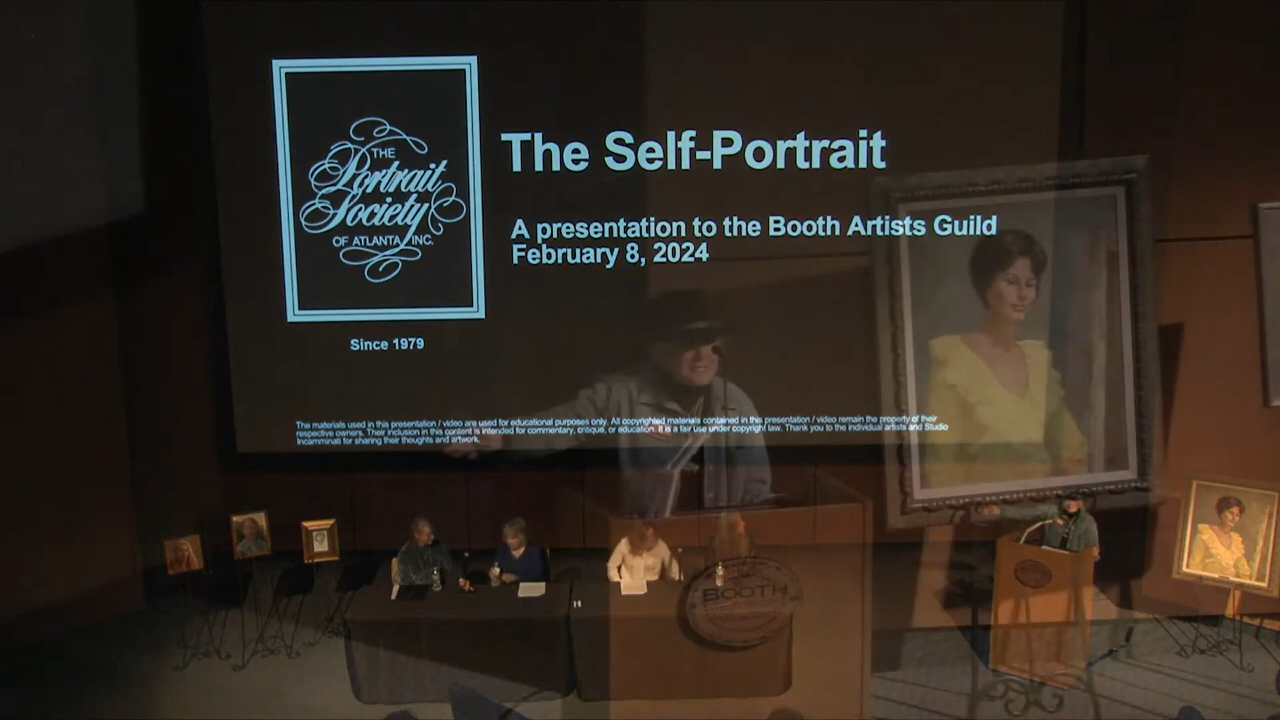 THE
Portrait
Society
OF ATLANTA, INC.
Since 1979
The Self-Portrait
A presentation to the Booth Artists Guild
February 8, 2024
The materials used in this presentation / video are used for educational purposes only. All copyrighted materials contained in this presentation / video remain the property of their
respective owners. Their inclusion in this content is intended for commentary, critique, or education. It is a fair use under copyright law. Thank you to the individual artists and Studio
Incamminati for sharing their thoughts and artwork.
BOOTH